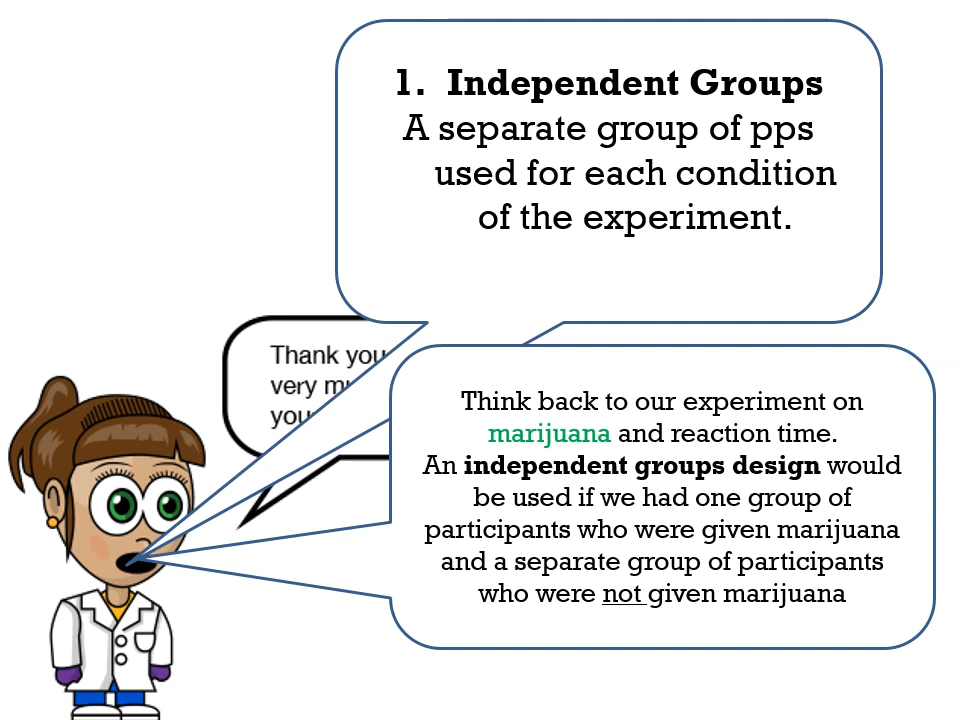 1. Independent Groups
A separate group of pps
used for each condition
of the experiment.
Thank you
very
you
Think back to our experiment on
marijuana and reaction time.
An independent groups design would
be used if we had one group of
participants who were given marijuana
and a separate group of participants
who were not given marijuana